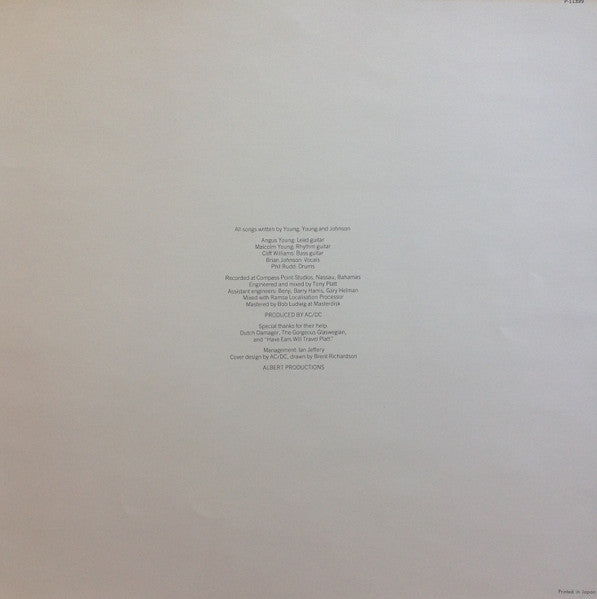 P-11399
All songs written by Young, Young and Johnson
Angus Young: Lead guitar
Malcolm Young: Rhythm guitar
Cliff Williams: Bass guitar
Brian Johnson: Vocals
Phil Rudd: Drums
Recorded at Compass Point Studios, Nassau, Bahamas
Engineered and mixed by Tony Platt
Assistant engineers: Benji, Barry Harris, Gary Helman
Mixed with Ramsa Localisation Processor
Mastered by Bob Ludwig at Masterdisk
PRODUCED BY AC/DC
Special thanks for their help:
Dutch Damager, The Gorgeous Glaswegian,
and "Have Ears Will Travel Platt."
Management: Ian Jeffery
Cover design by AC/DC, drawn by Brent Richardson
ALBERT PRODUCTIONS
Printed in Japan